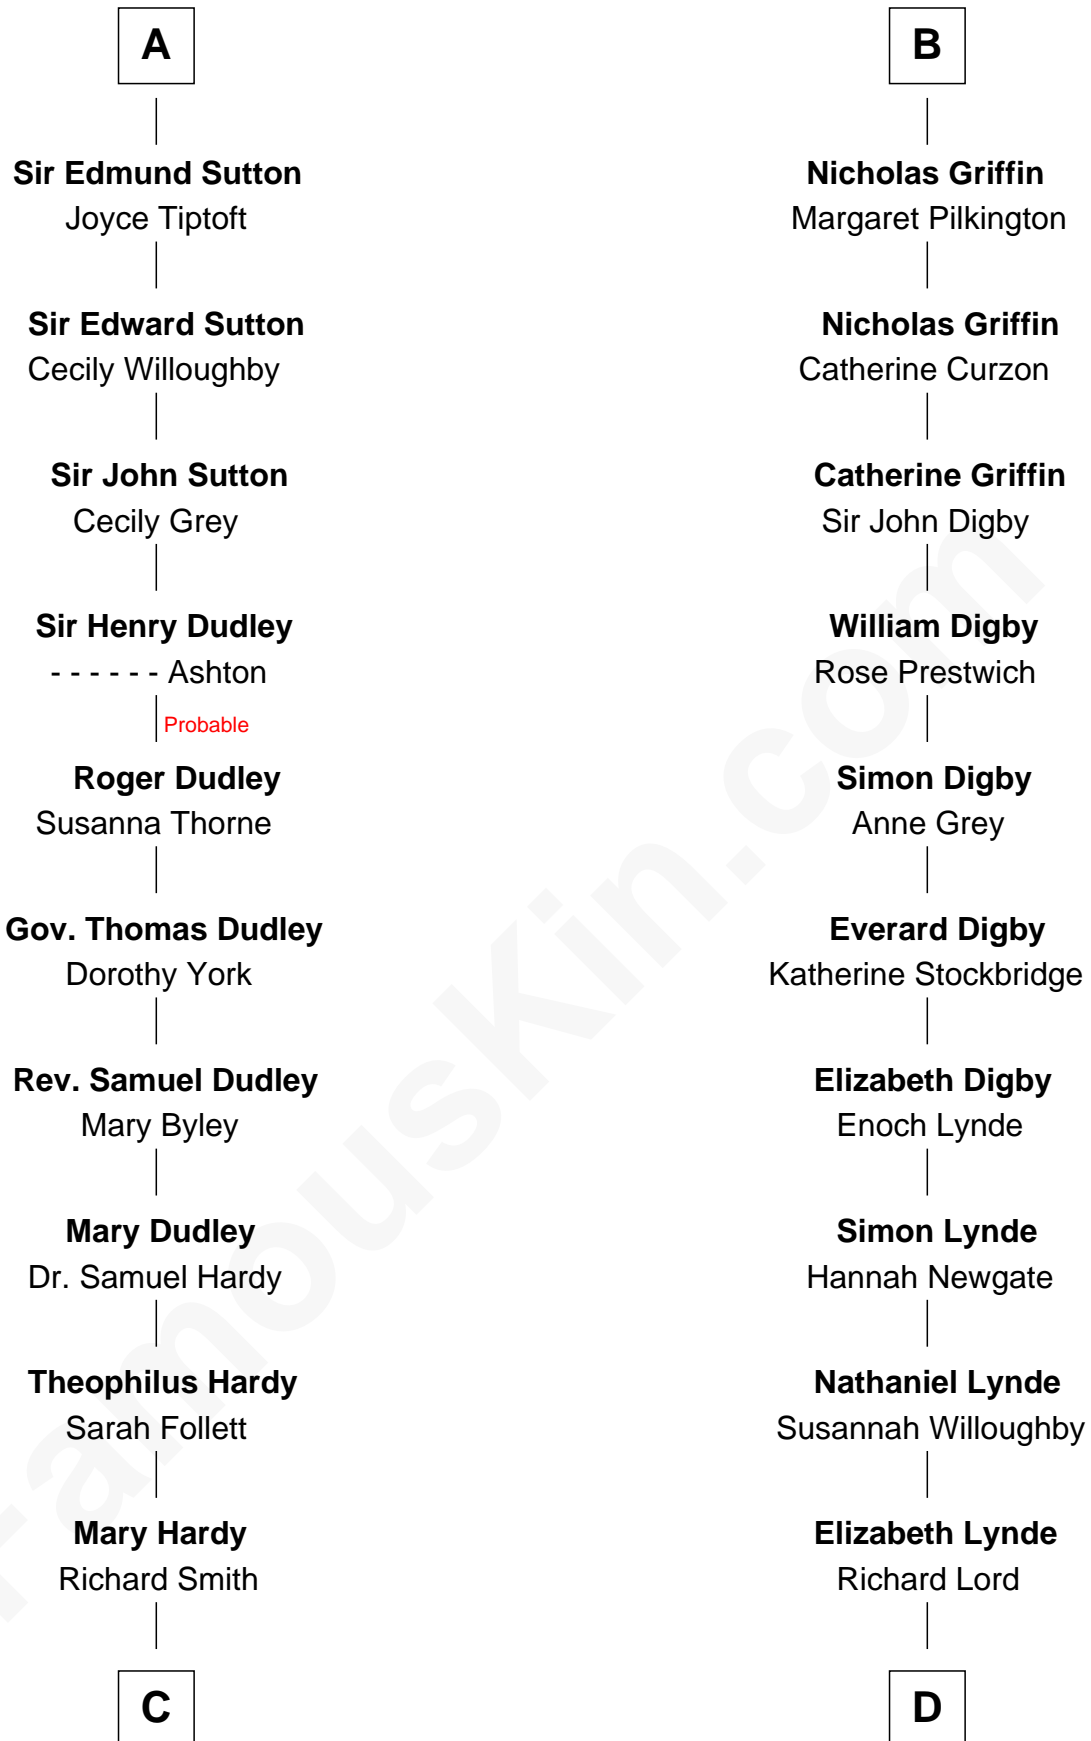 A
Sir Edmund Sutton
Joyce Tiptoft
Sir Edward Sutton
Cecily Willoughby
Sir John Sutton
Cecily Grey
Sir Henry Dudley
- - - - - - Ashton
Probable
Roger Dudley
Susanna Thorne
Gov. Thomas Dudley
Dorothy York
Rev. Samuel Dudley
Mary Byley
Mary Dudley
Dr. Samuel Hardy
Theophilus Hardy
Sarah Follett
Mary Hardy
Richard Smith
C
B
Nicholas Griffin
Margaret Pilkington
Nicholas Griffin
Catherine Curzon
Catherine Griffin
Sir John Digby
William Digby
Rose Prestwich
Simon Digby
Anne Grey
Everard Digby
Katherine Stockbridge
Elizabeth Digby
Enoch Lynde
Simon Lynde
Hannah Newgate
Nathaniel Lynde
Susannah Willoughby
Elizabeth Lynde
Richard Lord
D
FamousKin.com